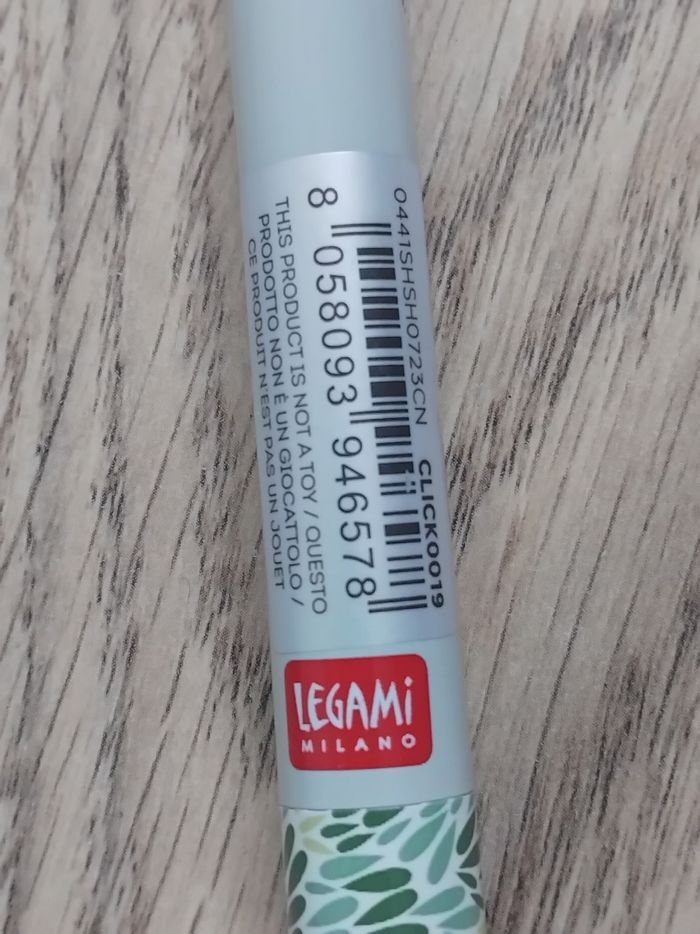 0441SHSH0723CN CLICK0019
8 058093 946578
THIS PRODUCT IS NOT A TOY / QUESTO
PRODOTTO NON È UN GIOCATTOLO /
CE PRODUIT N'EST PAS UN JOUET
LEGAMi
MILANO